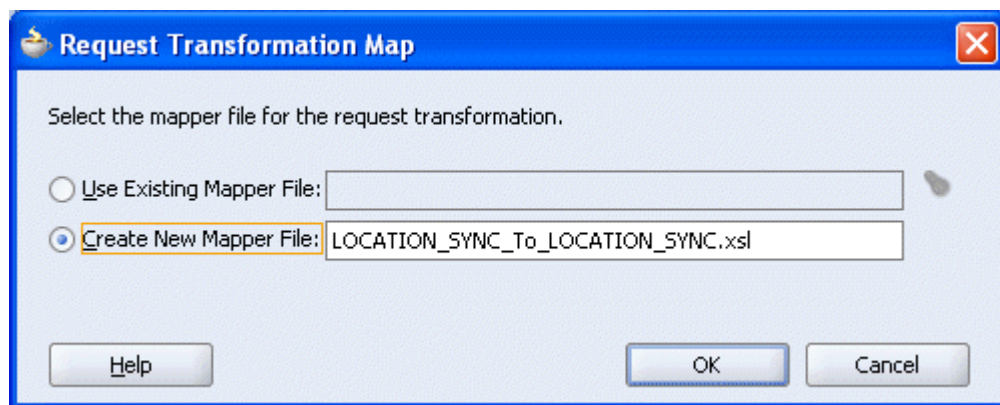 Request Transformation Map
Select the mapper file for the request transformation.
Use Existing Mapper File:
Create New Mapper File: LOCATION_SYNC_To_LOCATION_SYNC.xsl
Help OK Cancel